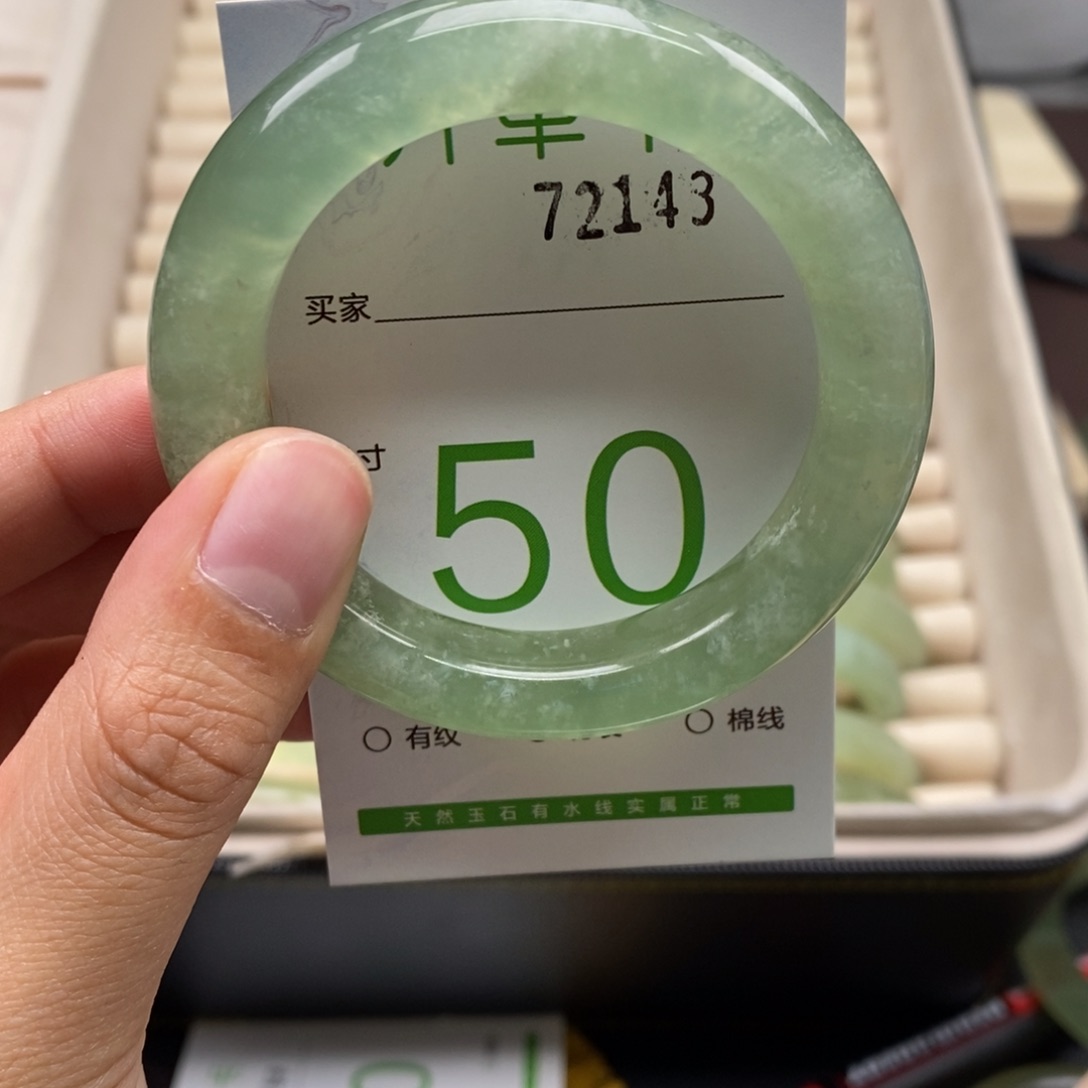 72143
买家
寸
50
有纹 棉线
天然玉石有水线实属正常